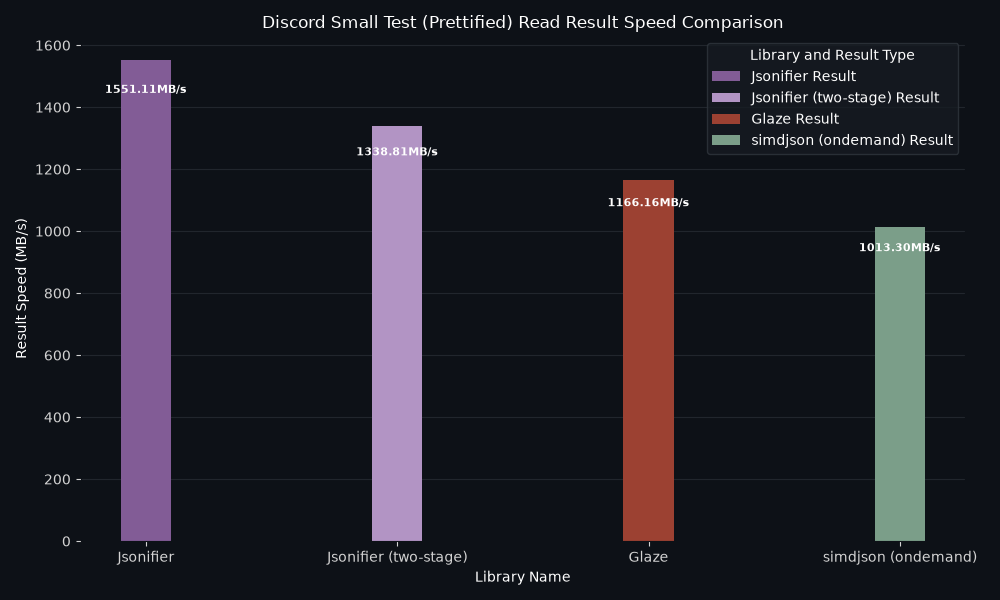 Discord Small Test (Prettified) Read Result Speed Comparison
Library and Result Type
Jsonifier Result
Jsonifier (two-stage) Result
Glaze Result
simdjson (ondemand) Result
Result Speed (MB/s)
1600
1400
1200
1000
800
600
400
200
0
1551.11MB/s
1338.81MB/s
1166.16MB/s
1013.30MB/s
Jsonifier
Jsonifier (two-stage)
Glaze
simdjson (ondemand)
Library Name